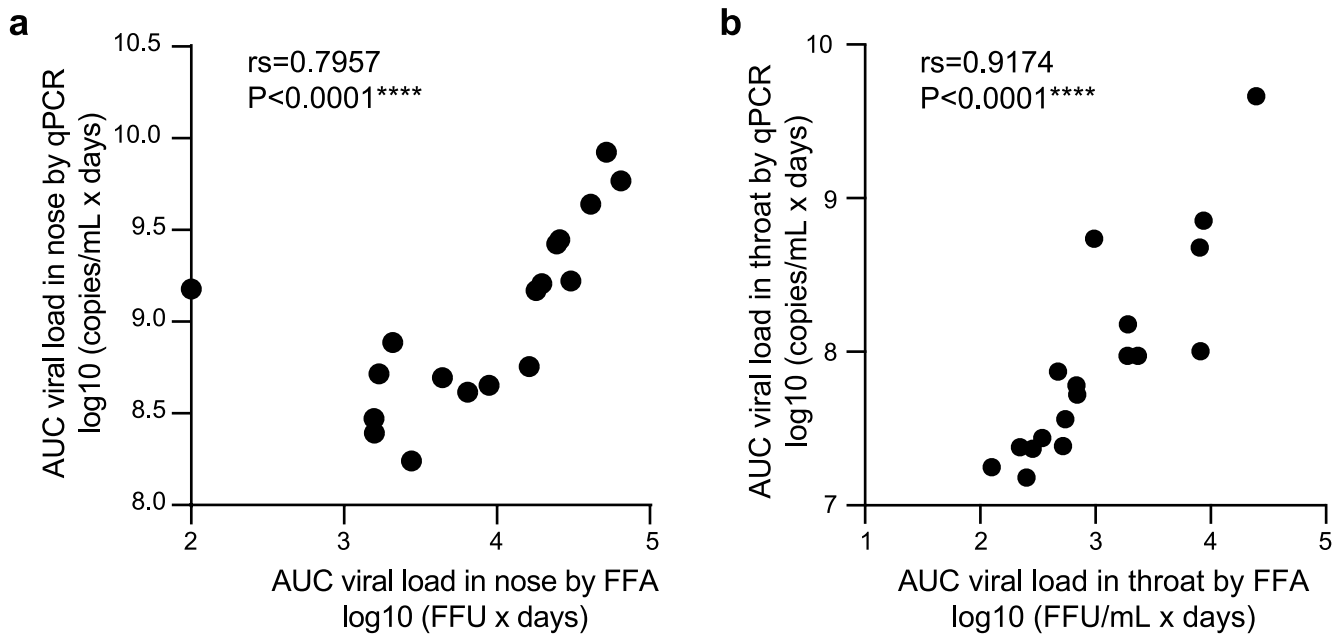 a
rs=0.7957
P<0.0001****
AUC viral load in nose by qPCR
log10 (copies/mL x days)
10.5
10.0
9.5
9.0
8.5
8.0
2
3
4
5
AUC viral load in nose by FFA
log10 (FFU x days)
b
rs=0.9174
P<0.0001****
AUC viral load in throat by qPCR
log10 (copies/mL x days)
10
9
8
7
1
2
3
4
5
AUC viral load in throat by FFA
log10 (FFU/mL x days)